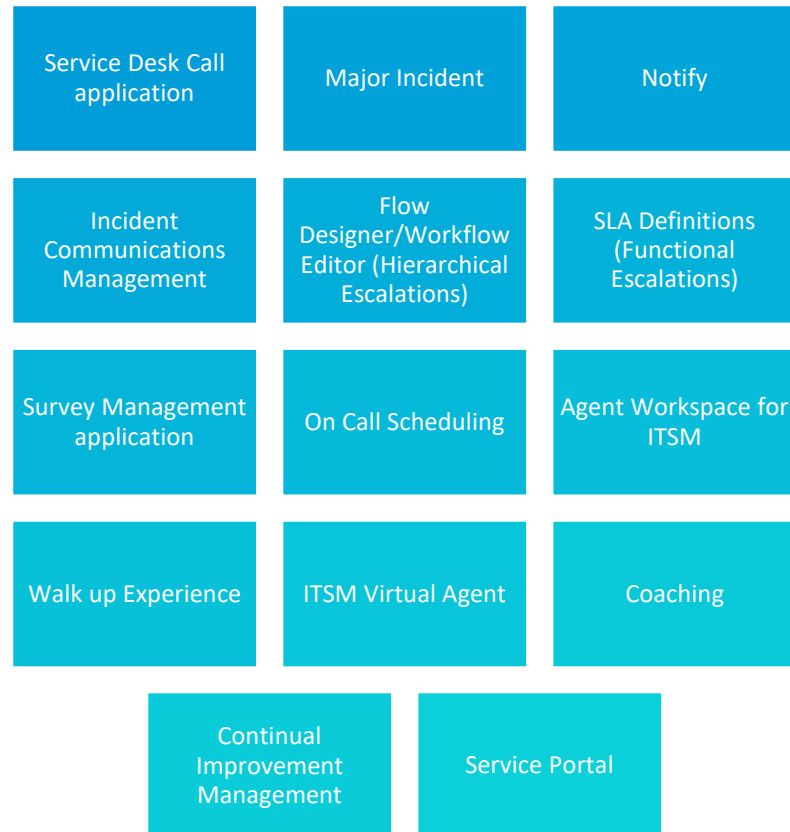 Service Desk Call
application
Major Incident
Notify
Incident
Communications
Management
Flow
Designer/Workflow
Editor (Hierarchical
Escalations)
SLA Definitions
(Functional
Escalations)
Survey Management
application
On Call Scheduling
Agent Workspace for
ITSM
Walk up Experience
ITSM Virtual Agent
Coaching
Continual
Improvement
Management
Service Portal